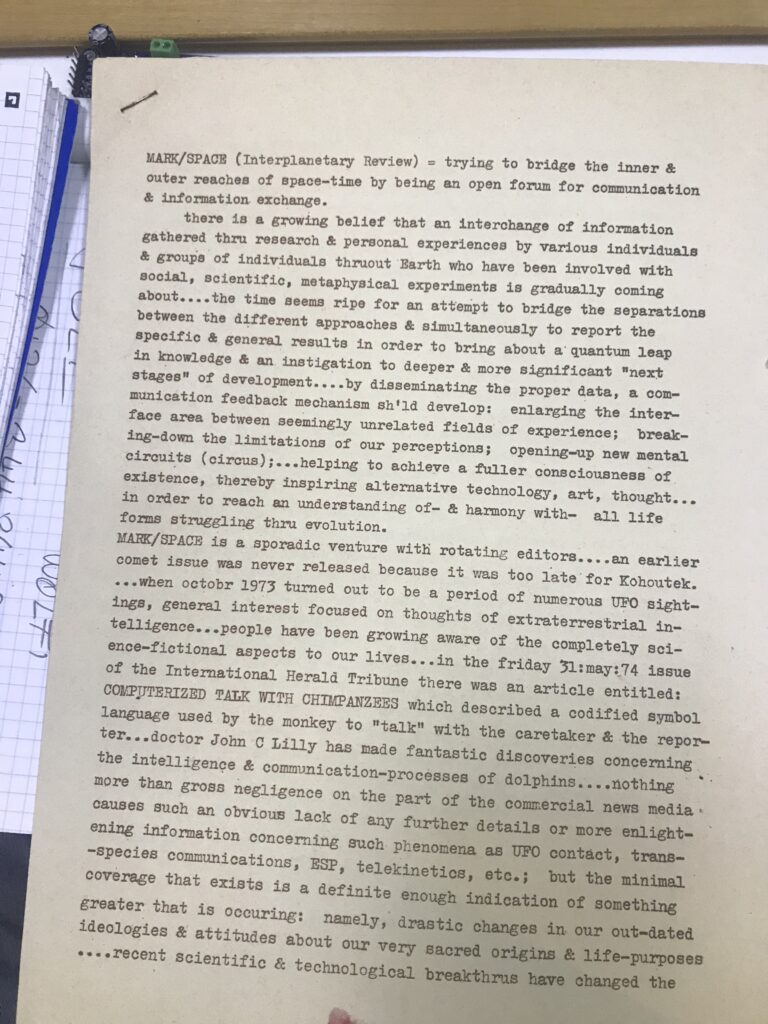 MARK/SPACE (Interplanetary Review) = trying to bridge the inner &
outer reaches of space-time by being an open forum for communication
& information exchange.
there is a growing belief that an interchange of information
gathered thru research & personal experiences by various individuals
& groups of individuals thruout Earth who have been involved with
social, scientific, metaphysical experiments is gradually coming
about....the time seems ripe for an attempt to bridge the separations
between the different approaches & simultaneously to report the
specific & general results in order to bring about a quantum leap
in knowledge & an instigation to deeper & more significant "next
stages" of development....by disseminating the proper data, a com-
munication feedback mechanism sh'ld develop: enlarging the inter-
face area between seemingly unrelated fields of experience; break-
ing-down the limitations of our perceptions; opening-up new mental
circuits (circus);...helping to achieve a fuller consciousness of
existence, thereby inspiring alternative technology, art, thought...
in order to reach an understanding of- & harmony with- all life
forms struggling thru evolution.
MARK/SPACE is a sporadic venture with rotating editors....an earlier
comet issue was never released because it was too late for Kohoutek.
...when octobr 1973 turned out to be a period of numerous UFO sight-
ings, general interest focused on thoughts of extraterrestrial in-
telligence...people have been growing aware of the completely sci-
ence-fictional aspects to our lives...in the friday 31:may:74 issue
of the International Herald Tribune there was an article entitled:
COMPUTERIZED TALK WITH CHIMPANZEES which described a codified symbol
language used by the monkey to "talk" with the caretaker & the repor-
ter...doctor John C Lilly has made fantastic discoveries concerning
the intelligence & communication-processes of dolphins....nothing
more than gross negligence on the part of the commercial news media
causes such an obvious lack of any further details or more enlight-
ening information concerning such phenomena as UFO contact, trans-
-species communications, ESP, telekinetics, etc.; but the minimal
coverage that exists is a definite enough indication of something
greater that is occuring: namely, drastic changes in our out-dated
ideologies & attitudes about our very sacred origins & life-purposes
....recent scientific & technological breakthrus have changed the